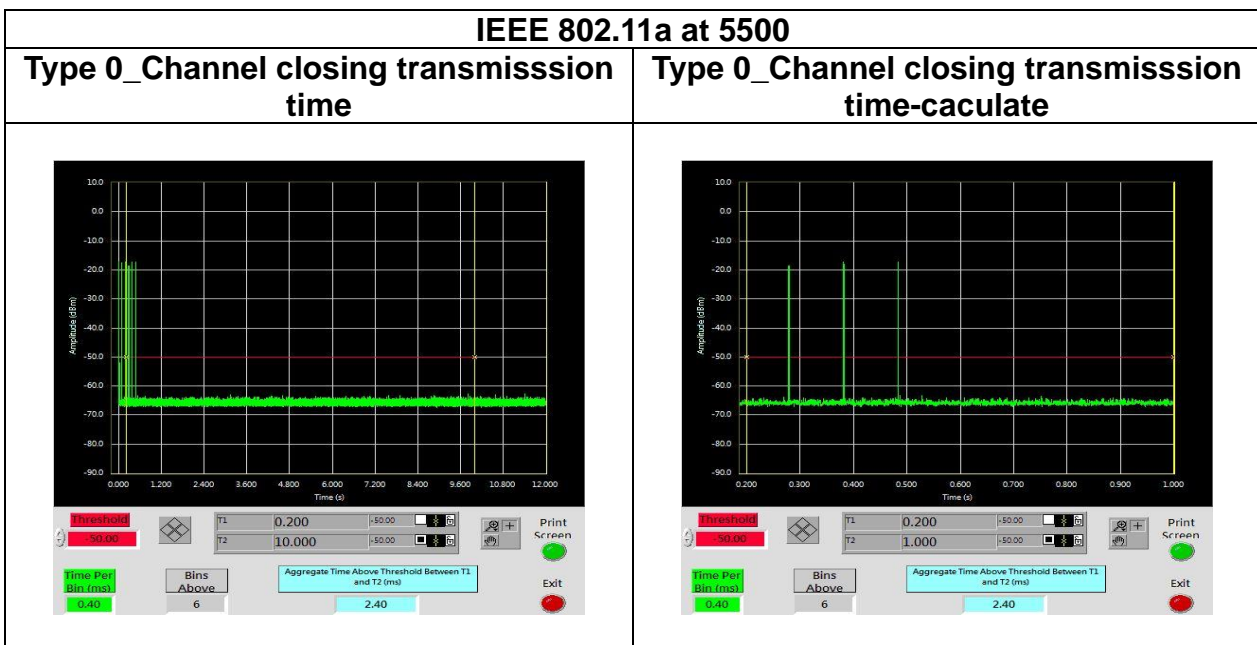 IEEE 802.11a at 5500
Type 0_Channel closing transmisssion
time
Type 0_Channel closing transmisssion
time-caculate
10.0
0.0
-10.0
-20.0
-30.0
-40.0
-50.0
-60.0
-70.0
-80.0
-90.0
Amplitude (dBm)
0.000 1.200 2.400 3.600 4.800 6.000 7.200 8.400 9.600 10.800 12.000
Time (s)
Threshold
-50.00
T1 0.200 -50.00
T2 10.000 -50.00
Print
Screen
Time Per
Bin (ms)
0.40
Bins
Above
6
Aggregate Time Above Threshold Between T1
and T2 (ms)
2.40
Exit
10.0
0.0
-10.0
-20.0
-30.0
-40.0
-50.0
-60.0
-70.0
-80.0
-90.0
Amplitude (dBm)
0.200 0.300 0.400 0.500 0.600 0.700 0.800 0.900 1.000
Time (s)
Threshold
-50.00
T1 0.200 -50.00
T2 1.000 -50.00
Print
Screen
Time Per
Bin (ms)
0.40
Bins
Above
6
Aggregate Time Above Threshold Between T1
and T2 (ms)
2.40
Exit